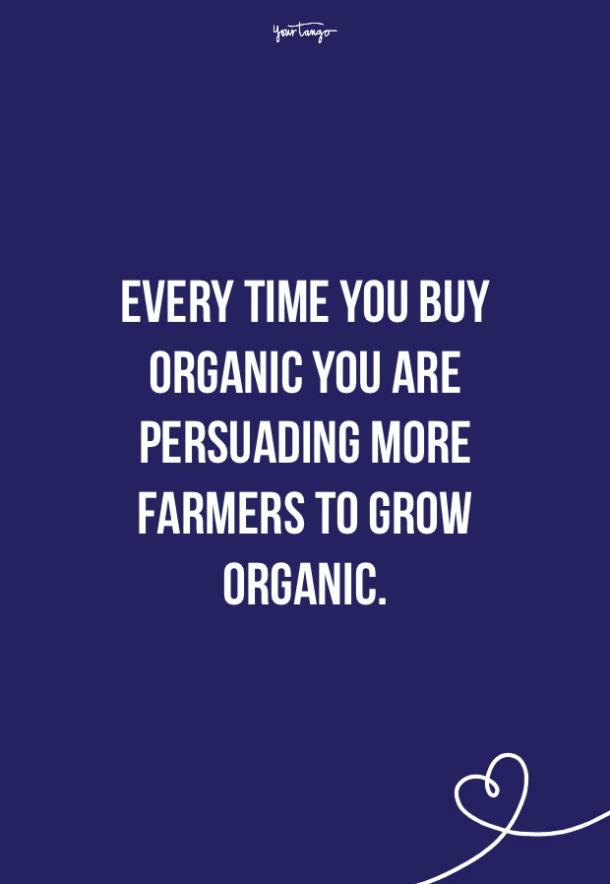 yourtango
EVERY TIME YOU BUY
ORGANIC YOU ARE
PERSUADING MORE
FARMERS TO GROW
ORGANIC.